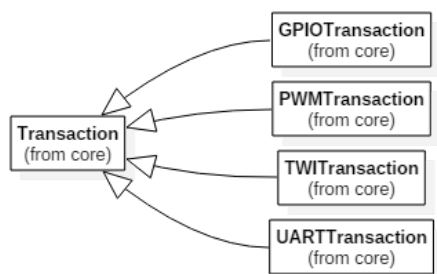 GPIOTransaction
(from core)
PWMTransaction
(from core)
Transaction
(from core)
TWITransaction
(from core)
UARTTransaction
(from core)